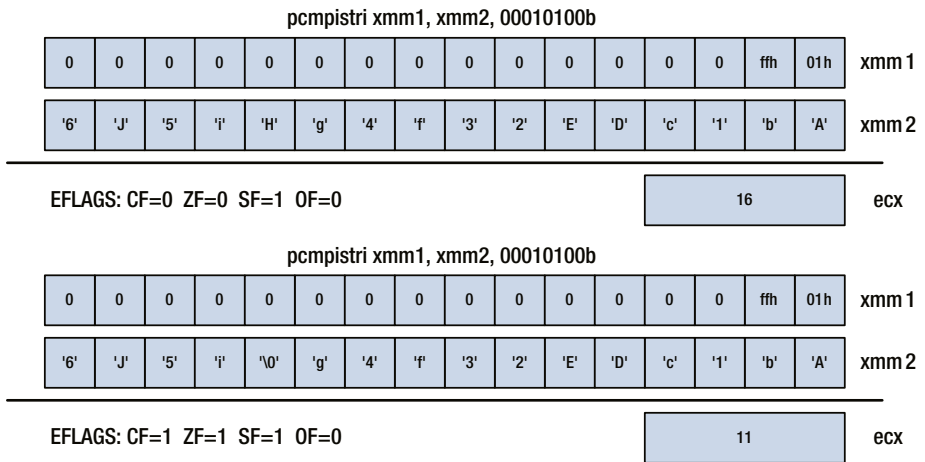 pcmpistri xmm1, xmm2, 00010100b
0 0 0 0 0 0 0 0 0 0 0 0 0 0 ffh 01h xmm1
'6' 'J' '5' 'i' 'H' 'g' '4' 'f' '3' '2' 'E' 'D' 'c' '1' 'b' 'A' xmm2
EFLAGS: CF=0 ZF=0 SF=1 OF=0 16 ecx
pcmpistri xmm1, xmm2, 00010100b
0 0 0 0 0 0 0 0 0 0 0 0 0 0 ffh 01h xmm1
'6' 'J' '5' 'i' '\0' 'g' '4' 'f' '3' '2' 'E' 'D' 'c' '1' 'b' 'A' xmm2
EFLAGS: CF=1 ZF=1 SF=1 OF=0 11 ecx